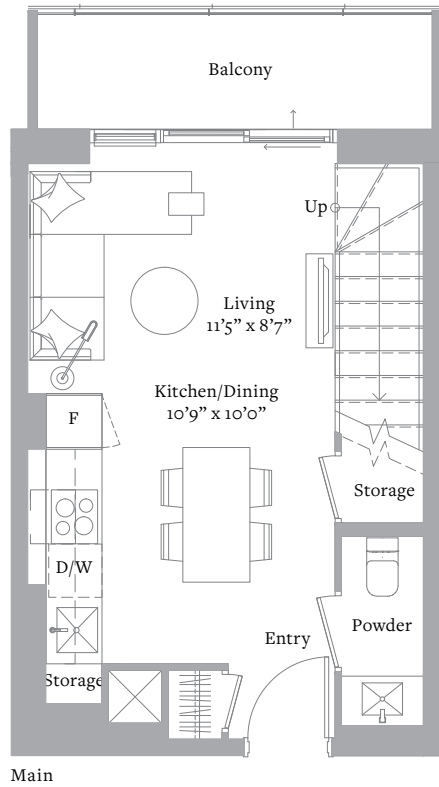 Balcony
Up
Living
11’5” x 8’7”
Kitchen/Dining
10’9” x 10’0”
F
Storage
D/W
Powder
Entry
Storage
Main